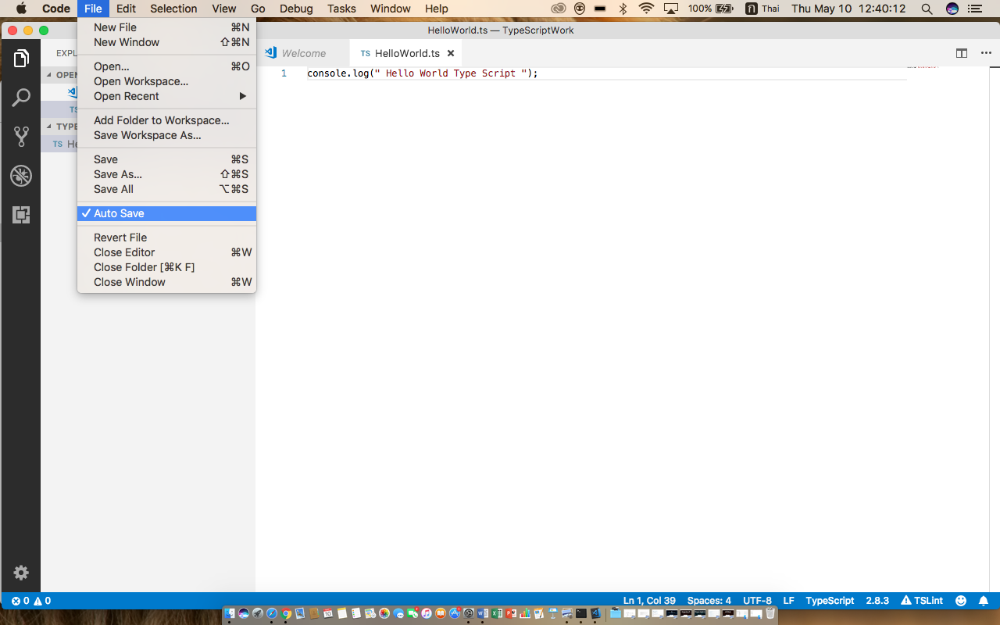 Code File Edit Selection View Go Debug Tasks Window Help 100% ก Thai Thu May 10 12:40:12
HelloWorld.ts — TypeScriptWork
New File ⌘N
New Window ⇧⌘N
Open... ⌘O
Open Workspace...
Open Recent ▶
Add Folder to Workspace...
Save Workspace As...
Save ⌘S
Save As... ⇧⌘S
Save All ⌥⌘S
✓ Auto Save
Revert File
Close Editor ⌘W
Close Folder [⌘K F]
Close Window ⌘W
EXPL
OPEN
TS
TYPE
TS He
Welcome TS HelloWorld.ts ×
1 console.log(" Hello World Type Script ");
0 0 Ln 1, Col 39 Spaces: 4 UTF-8 LF TypeScript 2.8.3 TSLint